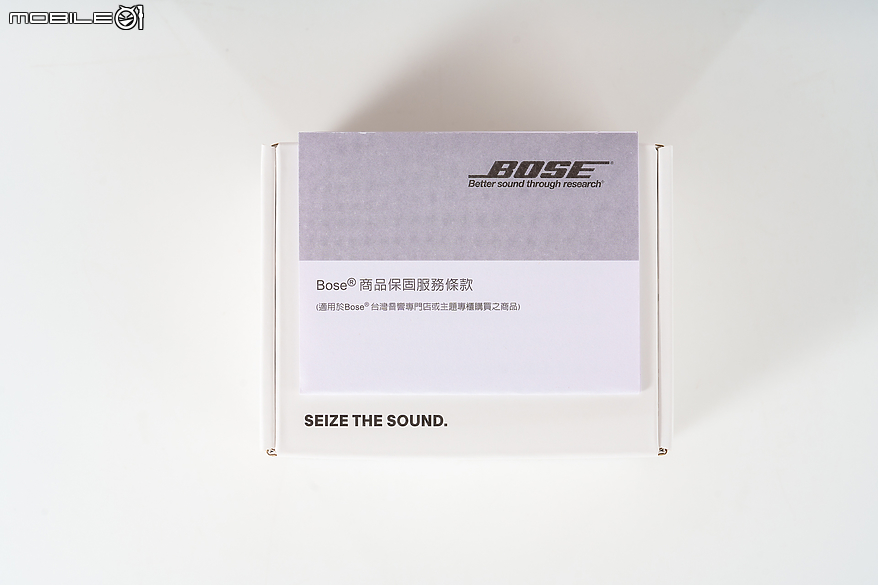 MOBILE01
BOSE®
Better sound through research®
Bose® 商品保固服務條款
(適用於Bose® 台灣音響專門店或主題專櫃購買之商品)
SEIZE THE SOUND.